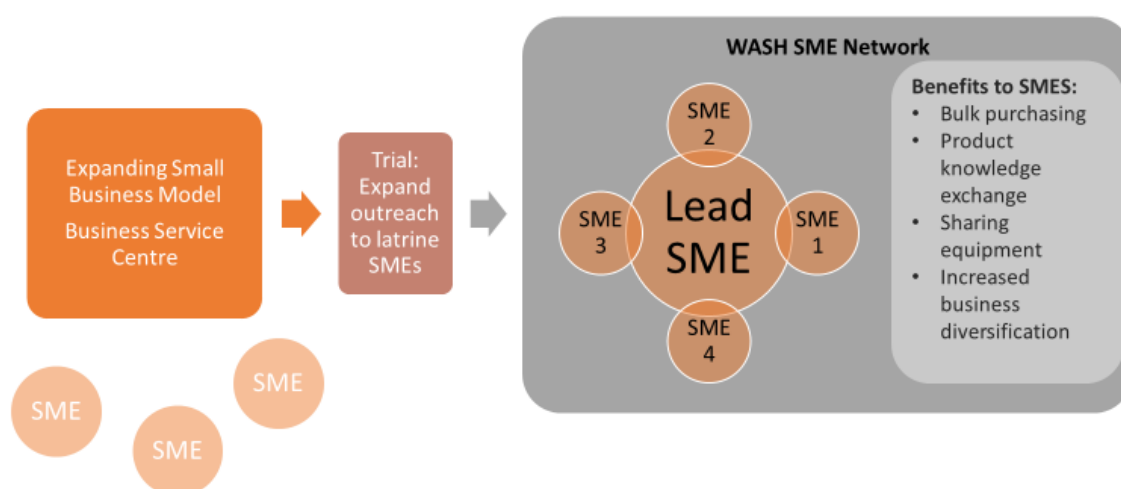 Expanding Small
Business Model
Business Service
Centre
Trial:
Expand
outreach
to latrine
SMEs
SME
SME
SME
WASH SME Network
SME
2
SME
3
Lead
SME
SME
1
SME
4
Benefits to SMES:
• Bulk purchasing
• Product
knowledge
exchange
• Sharing
equipment
• Increased
business
diversification